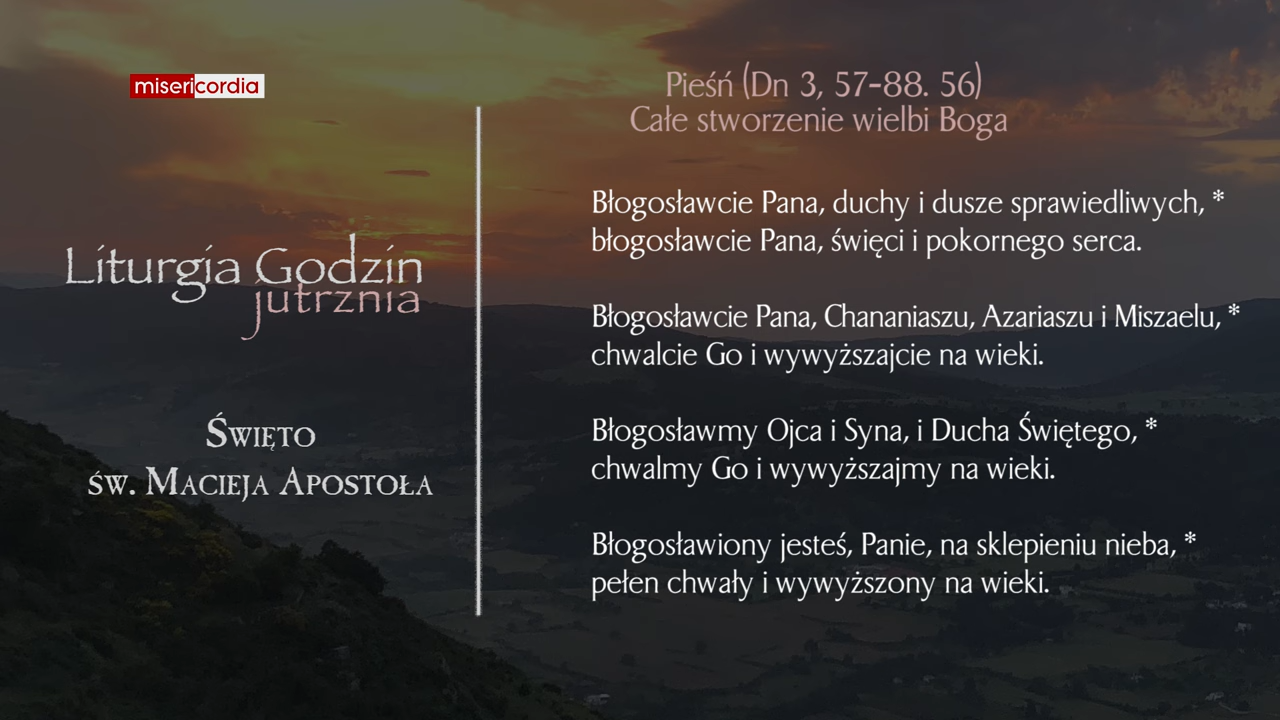 misericordia
Liturgia Godzin
jutrznia
Święto
św. Macieja Apostoła
Pieśń (Dn 3, 57-88. 56)
Całe stworzenie wielbi Boga
Błogosławcie Pana, duchy i dusze sprawiedliwych, *
błogosławcie Pana, święci i pokornego serca.
Błogosławcie Pana, Chananiaszu, Azariaszu i Miszaelu, *
chwalcie Go i wywyższajcie na wieki.
Błogosławmy Ojca i Syna, i Ducha Świętego, *
chwalmy Go i wywyższajmy na wieki.
Błogosławiony jesteś, Panie, na sklepieniu nieba, *
pełen chwały i wywyższony na wieki.